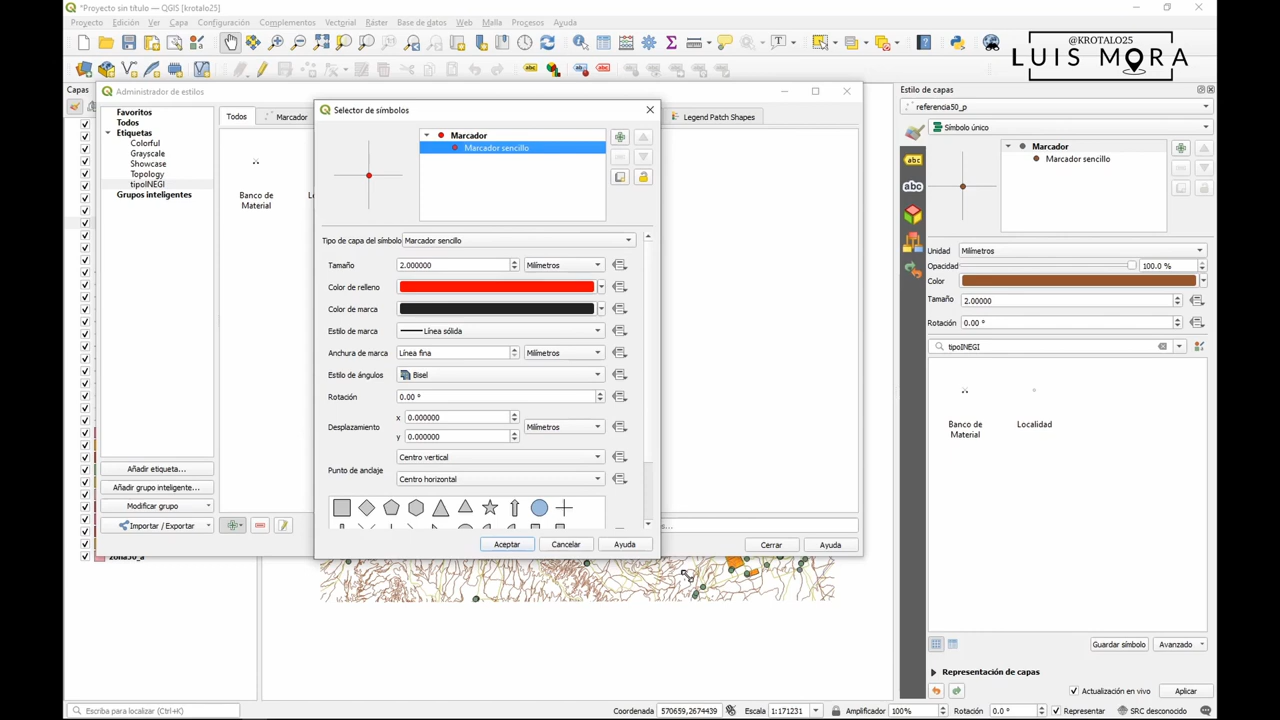 *Proyecto sin título — QGIS [krotalo25]
Proyecto Edición Ver Capa Configuración Complementos Vectorial Ráster Base de datos Web Malla Procesos Ayuda
@KROTALO25
LUIS MORA
Capas
Administrador de estilos
Favoritos
Todos
Etiquetas
Colorful
Grayscale
Showcase
Topology
tipoINEGI
Grupos inteligentes
Añadir etiqueta...
Añadir grupo inteligente...
Modificar grupo
Importar / Exportar
Todos
Marcador
Legend Patch Shapes
Banco de
Material
Cerrar
Ayuda
Selector de símbolos
Marcador
Marcador sencillo
Tipo de capa del símbolo Marcador sencillo
Tamaño 2.000000 Milímetros
Color de relleno
Color de marca
Estilo de marca Línea sólida
Anchura de marca Línea fina Milímetros
Estilo de ángulos Bisel
Rotación 0.00 °
Desplazamiento x 0.000000 Milímetros
y 0.000000
Punto de anclaje Centro vertical
Centro horizontal
Aceptar Cancelar Ayuda
zona50_a
Estilo de capas
referencia50_p
Símbolo único
Marcador
Marcador sencillo
Unidad Milímetros
Opacidad 100.0 %
Color
Tamaño 2.00000
Rotación 0.00 °
tipoINEGI
Banco de
Material
Localidad
Guardar símbolo Avanzado
Representación de capas
Actualización en vivo Aplicar
Escriba para localizar (Ctrl+K) Coordenada 570659,2674439 Escala 1:171231 Amplificador 100% Rotación 0.0 ° Representar SRC desconocido